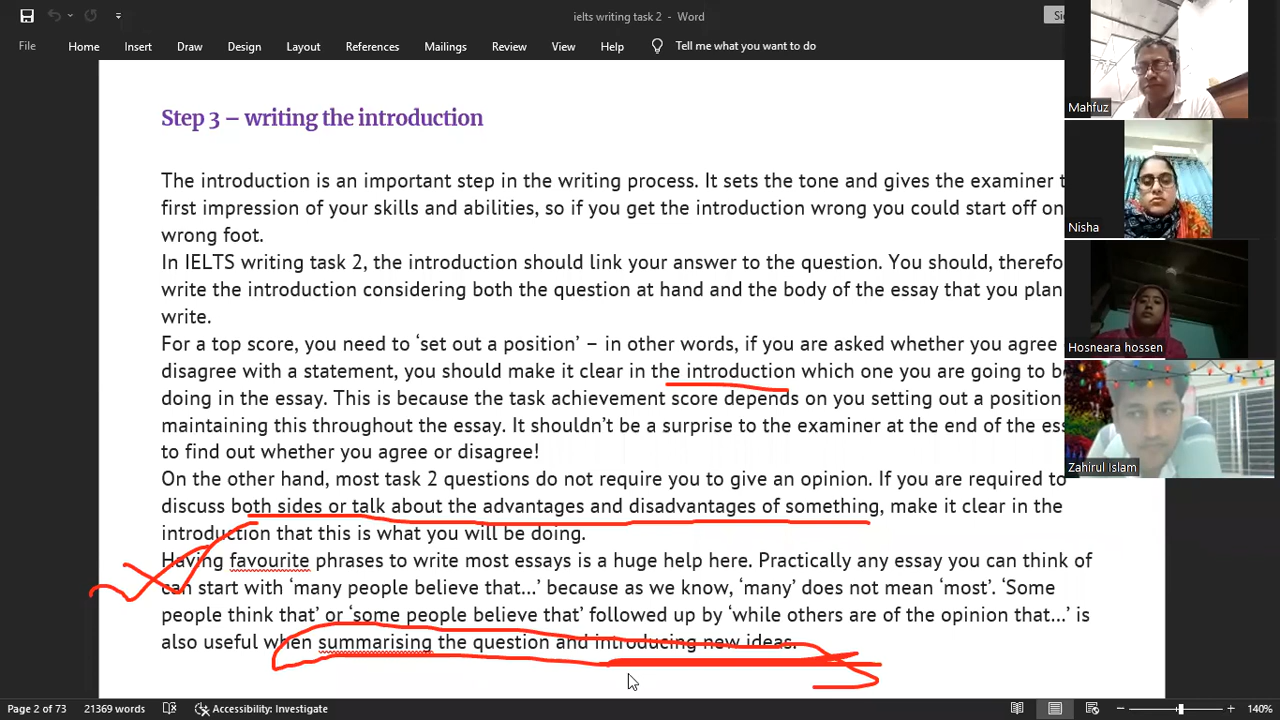 ielts writing task 2 - Word
File Home Insert Draw Design Layout References Mailings Review View Help Tell me what you want to do
Step 3 – writing the introduction
The introduction is an important step in the writing process. It sets the tone and gives the examiner
first impression of your skills and abilities, so if you get the introduction wrong you could start off on
wrong foot.
In IELTS writing task 2, the introduction should link your answer to the question. You should,
write the introduction considering both the question at hand and the body of the essay that you plan
write.
For a top score, you need to ‘set out a position’ – in other words, if you are asked whether you agree
disagree with a statement, you should make it clear in the introduction which one you are going to
doing in the essay. This is because the task achievement score depends on you setting out a position
maintaining this throughout the essay. It shouldn’t be a surprise to the examiner at the end of the
to find out whether you agree or disagree!
On the other hand, most task 2 questions do not require you to give an opinion. If you are required to
discuss both sides or talk about the advantages and disadvantages of something, make it clear in the
introduction that this is what you will be doing.
Having favourite phrases to write most essays is a huge help here. Practically any essay you can think of
can start with ‘many people believe that…’ because as we know, ‘many’ does not mean ‘most’. ‘Some
people think that’ or ‘some people believe that’ followed up by ‘while others are of the opinion that…’ is
also useful when summarising the question and introducing new ideas.
Mahfuz
Nisha
Hosneara hossen
Zahirul Islam
Page 2 of 73 21369 words Accessibility: Investigate 140%